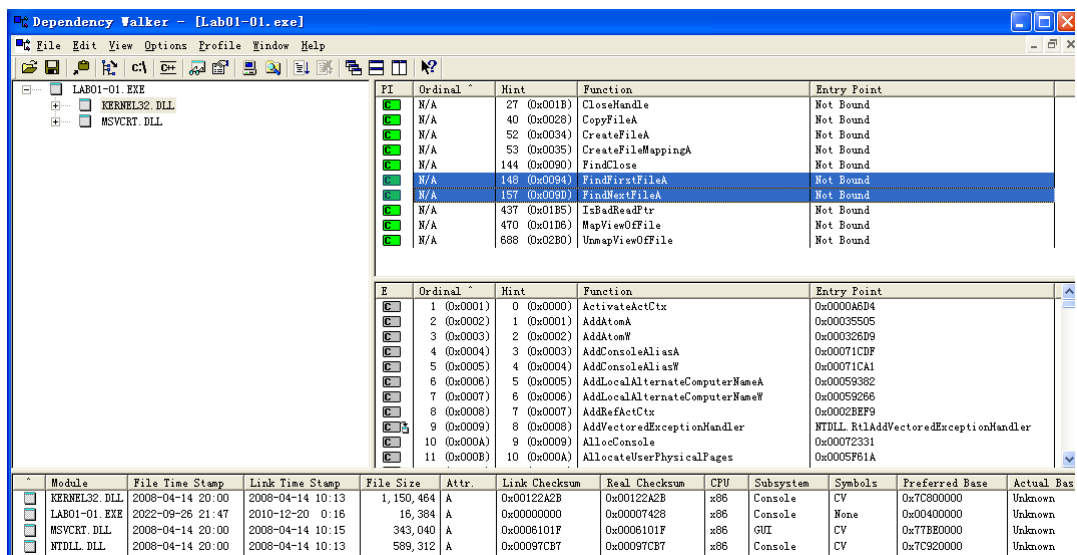 Dependency Walker - [Lab01-01.exe]
File Edit View Options Profile Window Help
c:\ C++
LAB01-01.EXE
KERNEL32.DLL
MSVCRT.DLL
PI Ordinal ^ Hint Function Entry Point
C N/A 27 (0x001B) CloseHandle Not Bound
C N/A 40 (0x0028) CopyFileA Not Bound
C N/A 52 (0x0034) CreateFileA Not Bound
C N/A 53 (0x0035) CreateFileMappingA Not Bound
C N/A 144 (0x0090) FindClose Not Bound
C N/A 148 (0x0094) FindFirstFileA Not Bound
C N/A 157 (0x009D) FindNextFileA Not Bound
C N/A 437 (0x01B5) IsBadReadPtr Not Bound
C N/A 470 (0x01D6) MapViewOfFile Not Bound
C N/A 688 (0x02B0) UnmapViewOfFile Not Bound
E Ordinal ^ Hint Function Entry Point
C 1 (0x0001) 0 (0x0000) ActivateActCtx 0x0000A6D4
C 2 (0x0002) 1 (0x0001) AddAtomA 0x00035505
C 3 (0x0003) 2 (0x0002) AddAtomW 0x000326D9
C 4 (0x0004) 3 (0x0003) AddConsoleAliasA 0x00071CDF
C 5 (0x0005) 4 (0x0004) AddConsoleAliasW 0x00071CA1
C 6 (0x0006) 5 (0x0005) AddLocalAlternateComputerNameA 0x00059382
C 7 (0x0007) 6 (0x0006) AddLocalAlternateComputerNameW 0x00059266
C 8 (0x0008) 7 (0x0007) AddRefActCtx 0x0002BEF9
C 9 (0x0009) 8 (0x0008) AddVectoredExceptionHandler NTDLL.RtlAddVectoredExceptionHandler
C 10 (0x000A) 9 (0x0009) AllocConsole 0x00072331
C 11 (0x000B) 10 (0x000A) AllocateUserPhysicalPages 0x0005F61A
^ Module File Time Stamp Link Time Stamp File Size Attr. Link Checksum Real Checksum CPU Subsystem Symbols Preferred Base Actual Bas
KERNEL32.DLL 2008-04-14 20:00 2008-04-14 10:13 1,150,464 A 0x00122A2B 0x00122A2B x86 Console CV 0x7C800000 Unknown
LAB01-01.EXE 2022-09-26 21:47 2010-12-20 0:16 16,384 A 0x00000000 0x00007428 x86 Console None 0x00400000 Unknown
MSVCRT.DLL 2008-04-14 20:00 2008-04-14 10:15 343,040 A 0x0006101F 0x0006101F x86 GUI CV 0x77BE0000 Unknown
NTDLL.DLL 2008-04-14 20:00 2008-04-14 10:13 589,312 A 0x00097CB7 0x00097CB7 x86 Console CV 0x7C920000 Unknown